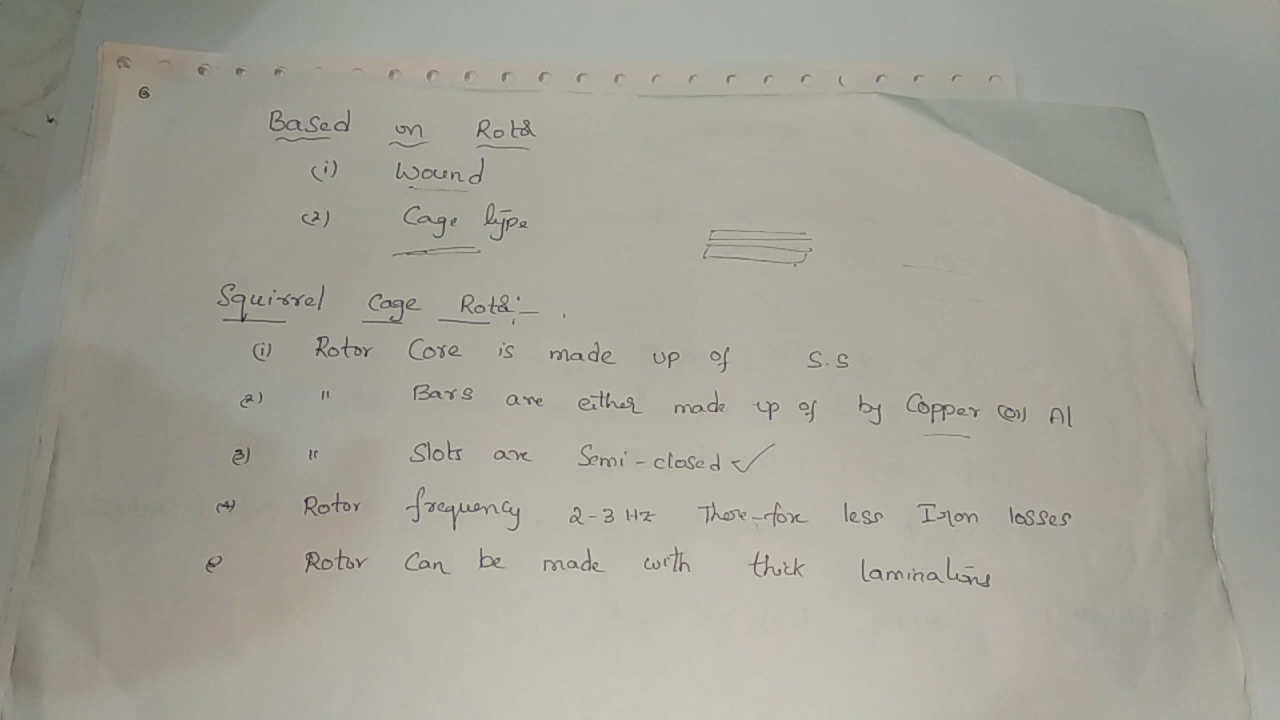 6
Based on Rotor
(i) Wound
(2) Cage type
Squirrel Cage Rotor:-
(i) Rotor Core is made up of S.S
(2) " Bars are either made up of by Copper (or) Al
3) " Slots are Semi-closed ✓
(4) Rotor frequency 2-3 Hz There-fore less Iron losses
Rotor Can be made with thick laminations